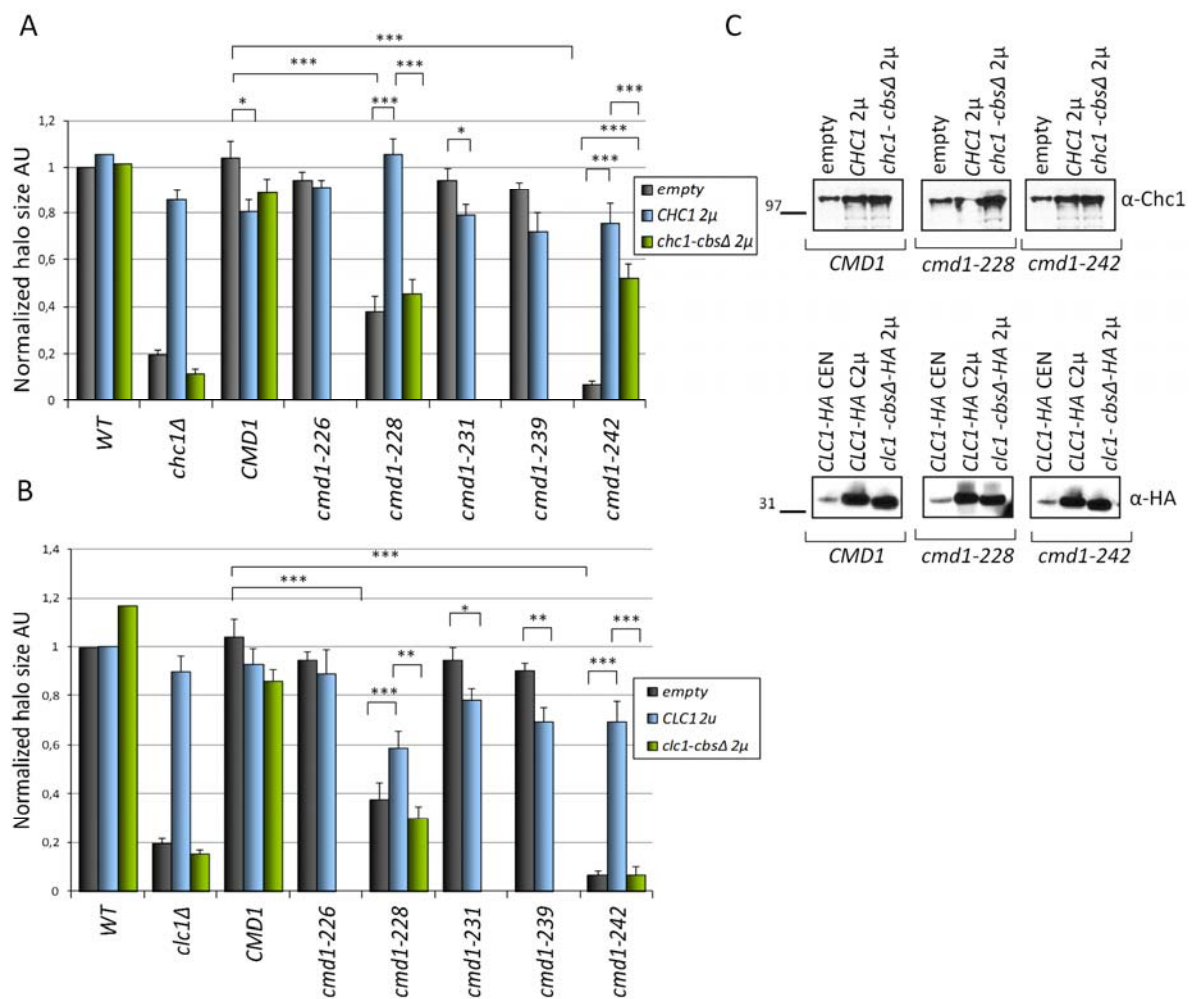 A
***
***
***
***
***
***
***
*
*
1,2
1
0,8
0,6
0,4
0,2
0
Normalized halo size AU
empty
CHC1 2μ
chc1-cbsΔ 2μ
WT
chc1Δ
CMD1
cmd1-226
cmd1-228
cmd1-231
cmd1-239
cmd1-242
B
***
***
*
**
***
**
***
***
1,4
1,2
1
0,8
0,6
0,4
0,2
0
Normalized halo size AU
empty
CLC1 2u
clc1-cbsΔ 2μ
WT
clc1Δ
CMD1
cmd1-226
cmd1-228
cmd1-231
cmd1-239
cmd1-242
C
empty
CHC1 2μ
chc1- cbsΔ 2μ
empty
CHC1 2μ
chc1 -cbsΔ 2μ
empty
CHC1 2μ
chc1 -cbsΔ 2μ
97
α-Chc1
CMD1
cmd1-228
cmd1-242
CLC1-HA CEN
CLC1-HA C2μ
clc1 -cbsΔ-HA 2μ
CLC1-HA CEN
CLC1-HA C2μ
clc1 -cbsΔ-HA 2μ
CLC1-HA CEN
CLC1-HA C2μ
clc1- cbsΔ-HA 2μ
31
α-HA
CMD1
cmd1-228
cmd1-242